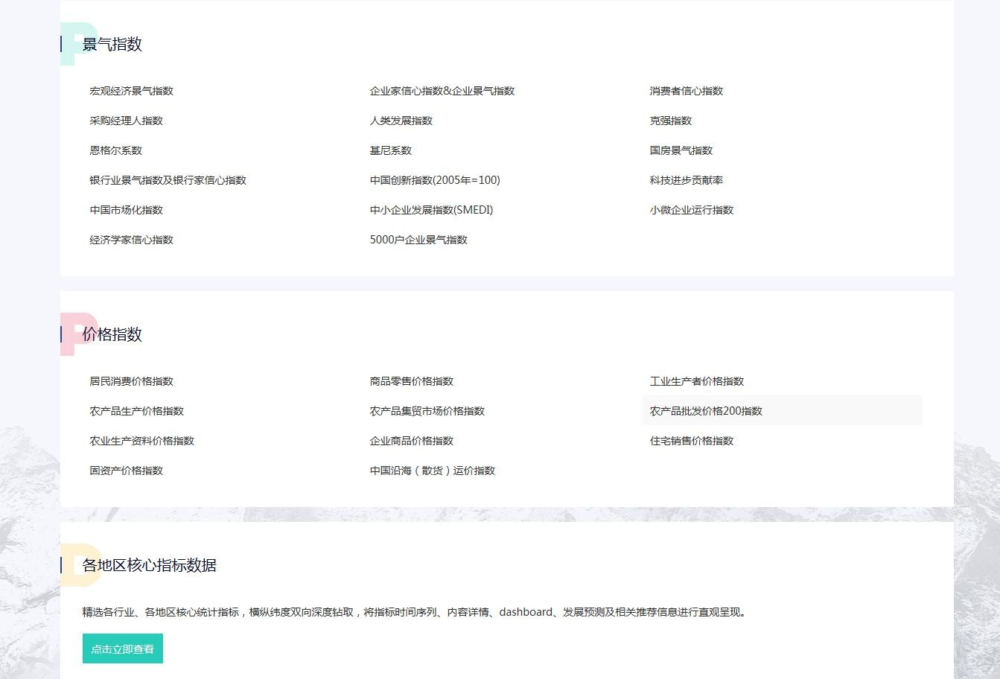 景气指数
宏观经济景气指数 企业家信心指数&企业景气指数 消费者信心指数
采购经理人指数 人类发展指数 克强指数
恩格尔系数 基尼系数 国房景气指数
银行业景气指数及银行家信心指数 中国创新指数(2005年=100) 科技进步贡献率
中国市场化指数 中小企业发展指数(SMEDI) 小微企业运行指数
经济学家信心指数 5000户企业景气指数
价格指数
居民消费价格指数 商品零售价格指数 工业生产者价格指数
农产品生产价格指数 农产品集贸市场价格指数 农产品批发价格200指数
农业生产资料价格指数 企业商品价格指数 住宅销售价格指数
固资产价格指数 中国沿海（散货）运价指数
各地区核心指标数据
精选各行业、各地区核心统计指标，横纵纬度双向深度钻取，将指标时间序列、内容详情、dashboard、发展预测及相关推荐信息进行直观呈现。
点击立即查看